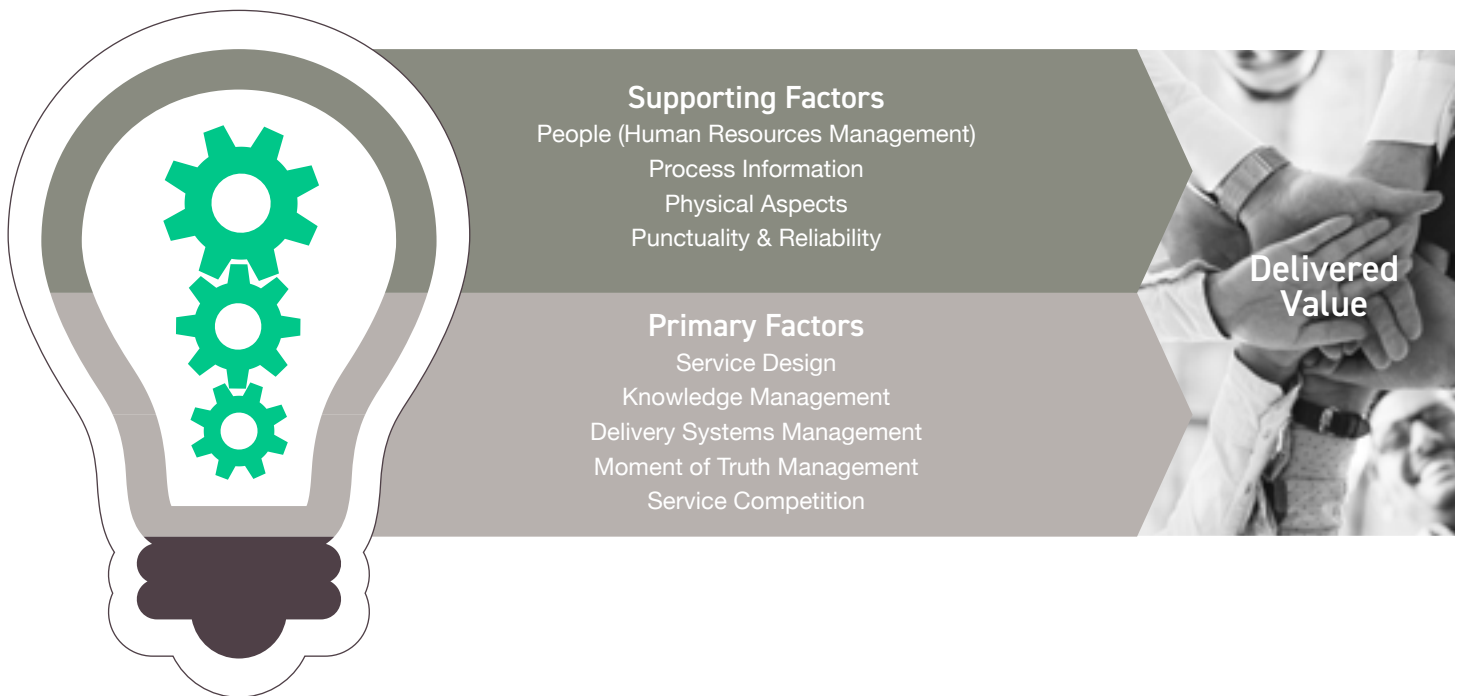 Supporting Factors
People (Human Resources Management)
Process Information
Physical Aspects
Punctuality & Reliability
Primary Factors
Service Design
Knowledge Management
Delivery Systems Management
Moment of Truth Management
Service Competition
Delivered
Value